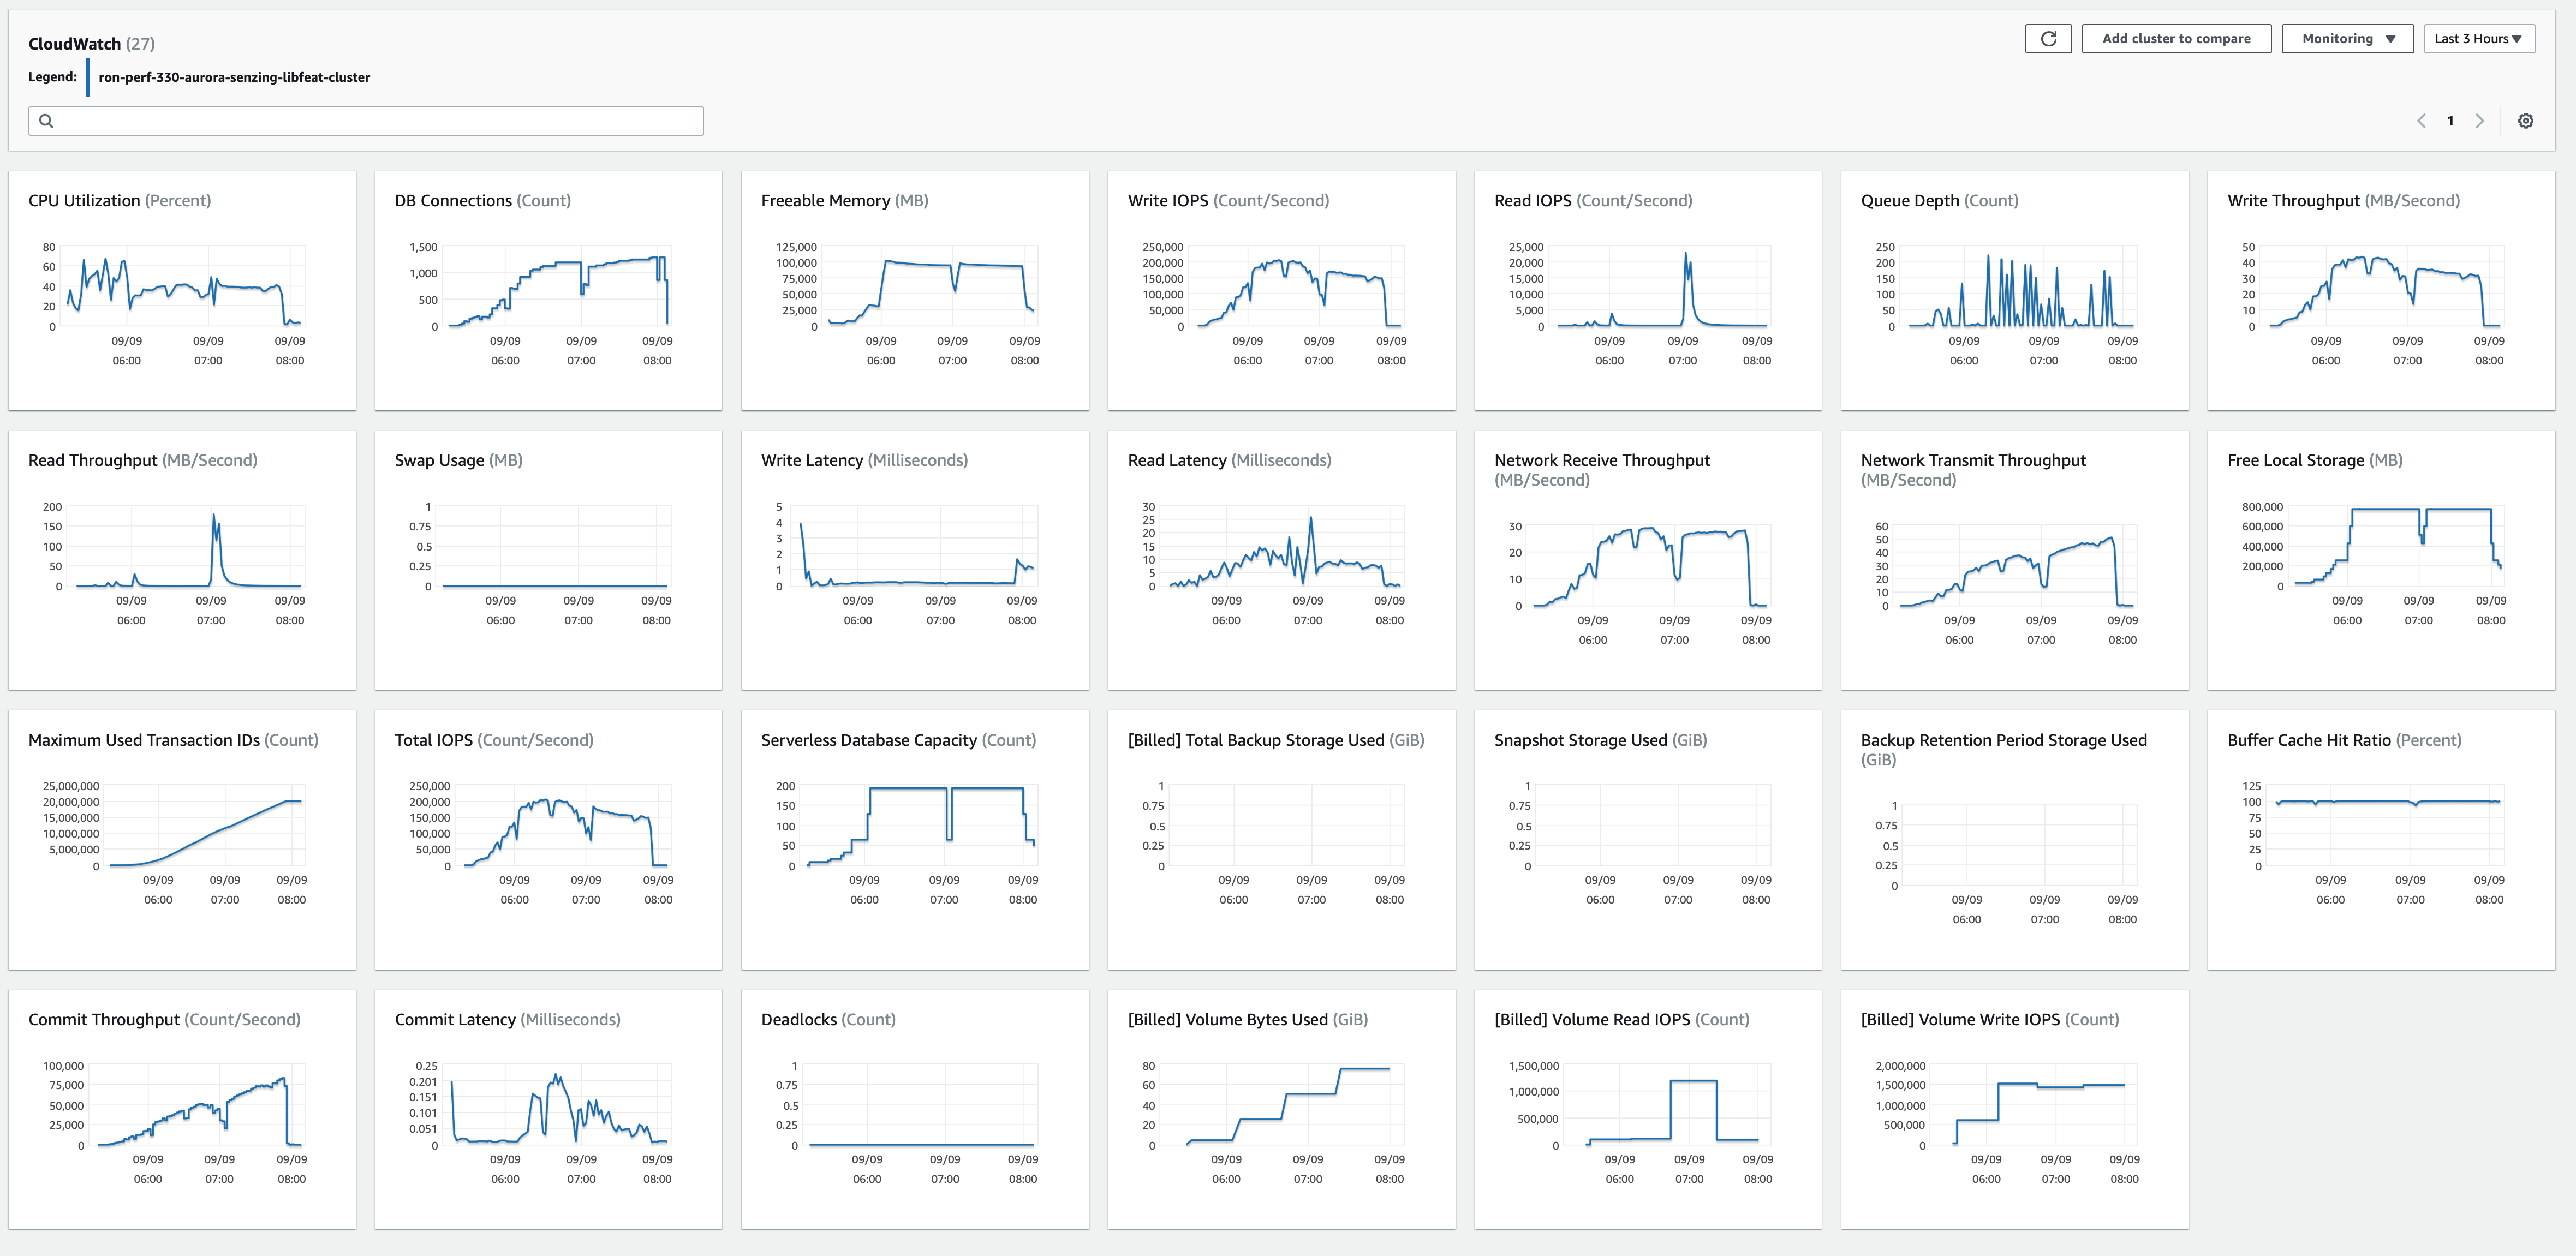 CloudWatch (27)
Add cluster to compare
Monitoring
Last 3 Hours
Legend: ron-perf-330-aurora-senzing-libfeat-cluster
1
CPU Utilization (Percent)
80
60
40
20
0
09/09 09/09 09/09
06:00 07:00 08:00
DB Connections (Count)
1,500
1,000
500
0
09/09 09/09 09/09
06:00 07:00 08:00
Freeable Memory (MB)
125,000
100,000
75,000
50,000
25,000
0
09/09 09/09 09/09
06:00 07:00 08:00
Write IOPS (Count/Second)
250,000
200,000
150,000
100,000
50,000
0
09/09 09/09 09/09
06:00 07:00 08:00
Read IOPS (Count/Second)
25,000
20,000
15,000
10,000
5,000
0
09/09 09/09 09/09
06:00 07:00 08:00
Queue Depth (Count)
250
200
150
100
50
0
09/09 09/09 09/09
06:00 07:00 08:00
Write Throughput (MB/Second)
50
40
30
20
10
0
09/09 09/09 09/09
06:00 07:00 08:00
Read Throughput (MB/Second)
200
150
100
50
0
09/09 09/09 09/09
06:00 07:00 08:00
Swap Usage (MB)
1
0.75
0.5
0.25
0
09/09 09/09 09/09
06:00 07:00 08:00
Write Latency (Milliseconds)
5
4
3
2
1
0
09/09 09/09 09/09
06:00 07:00 08:00
Read Latency (Milliseconds)
30
25
20
15
10
5
0
09/09 09/09 09/09
06:00 07:00 08:00
Network Receive Throughput
(MB/Second)
30
20
10
0
09/09 09/09 09/09
06:00 07:00 08:00
Network Transmit Throughput
(MB/Second)
60
50
40
30
20
10
0
09/09 09/09 09/09
06:00 07:00 08:00
Free Local Storage (MB)
800,000
600,000
400,000
200,000
0
09/09 09/09 09/09
06:00 07:00 08:00
Maximum Used Transaction IDs (Count)
25,000,000
20,000,000
15,000,000
10,000,000
5,000,000
0
09/09 09/09 09/09
06:00 07:00 08:00
Total IOPS (Count/Second)
250,000
200,000
150,000
100,000
50,000
0
09/09 09/09 09/09
06:00 07:00 08:00
Serverless Database Capacity (Count)
200
150
100
50
0
09/09 09/09 09/09
06:00 07:00 08:00
[Billed] Total Backup Storage Used (GiB)
1
0.75
0.5
0.25
0
09/09 09/09 09/09
06:00 07:00 08:00
Snapshot Storage Used (GiB)
1
0.75
0.5
0.25
0
09/09 09/09 09/09
06:00 07:00 08:00
Backup Retention Period Storage Used
(GiB)
1
0.75
0.5
0.25
0
09/09 09/09 09/09
06:00 07:00 08:00
Buffer Cache Hit Ratio (Percent)
125
100
75
50
25
0
09/09 09/09 09/09
06:00 07:00 08:00
Commit Throughput (Count/Second)
100,000
75,000
50,000
25,000
0
09/09 09/09 09/09
06:00 07:00 08:00
Commit Latency (Milliseconds)
0.25
0.201
0.151
0.101
0.051
0
09/09 09/09 09/09
06:00 07:00 08:00
Deadlocks (Count)
1
0.75
0.5
0.25
0
09/09 09/09 09/09
06:00 07:00 08:00
[Billed] Volume Bytes Used (GiB)
80
60
40
20
0
09/09 09/09 09/09
06:00 07:00 08:00
[Billed] Volume Read IOPS (Count)
1,500,000
1,000,000
500,000
0
09/09 09/09 09/09
06:00 07:00 08:00
[Billed] Volume Write IOPS (Count)
2,000,000
1,500,000
1,000,000
500,000
0
09/09 09/09 09/09
06:00 07:00 08:00